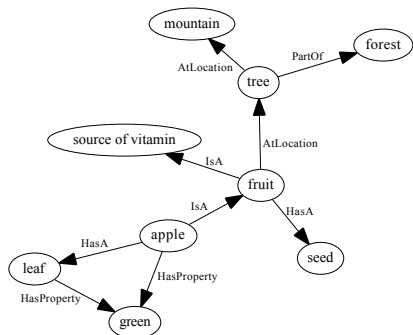 mountain
forest
PartOf
AtLocation
tree
source of vitamin
AtLocation
IsA
fruit
IsA
HasA
apple
HasA
leaf
seed
HasProperty
HasProperty
green